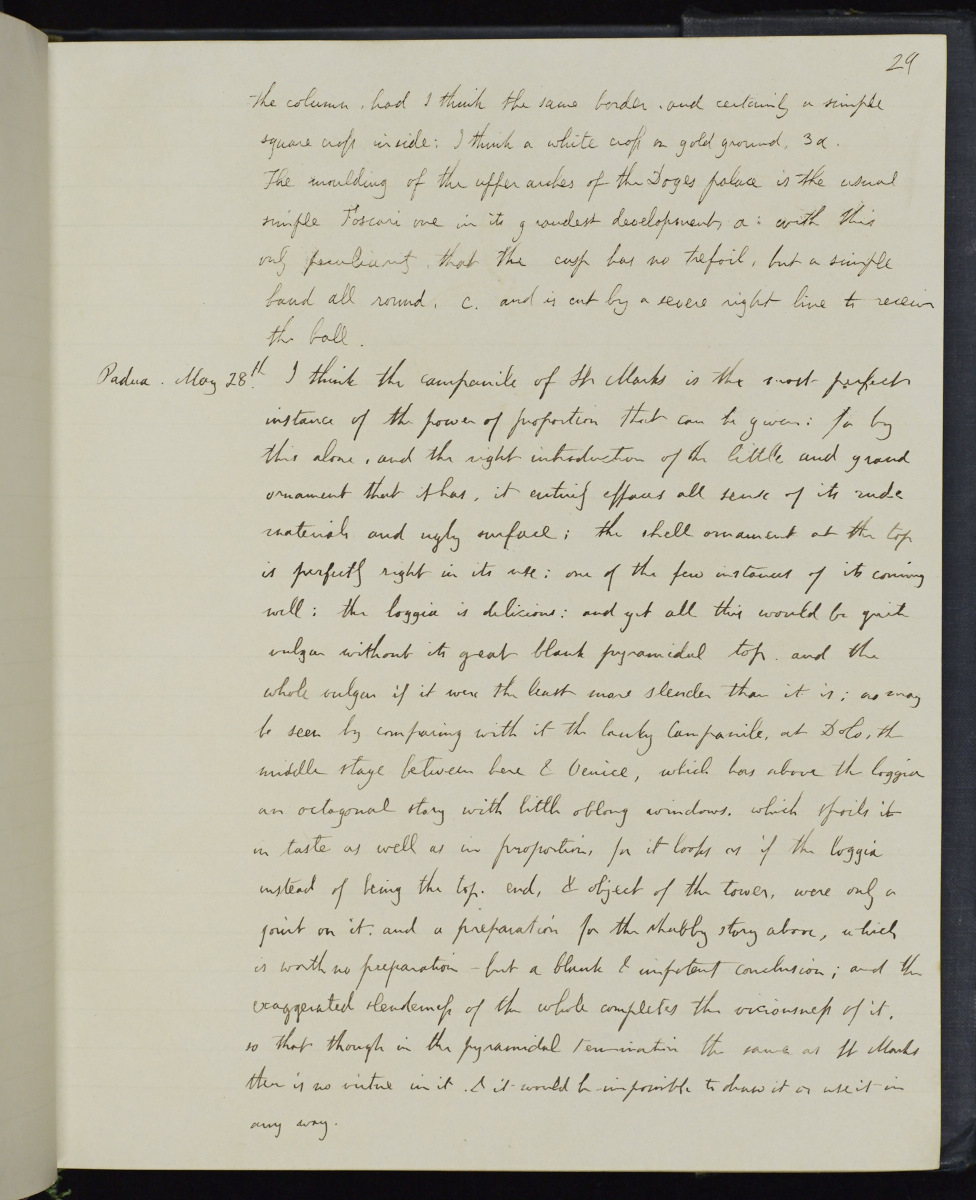 29
the column, had I think the same border. and certainly a simple
square cross inside: I think a white cross on gold ground, 3α.
The moulding of the upper arches of the Doges palace is the usual
simple Foscari one in its grandest development, a: with this
only peculiarity, that the cusp has no trefoil, but a simple
band all round, c. and is cut by a severe right line to receive
the ball.
Padua. May 28th. I think the campanile of St Marks is the most perfect
instance of the power of proportion that can be given: for by
this alone, and the right introduction of the little and grand
ornament that it has, it entirely effaces all sense of its rude
materials and ugly surface; the shell ornament at the top
is perfectly right in its use: one of the few instances of its coming
well: the loggia is delicious: and yet all this would be quite
vulgar without its great blank pyramidal top. and the
whole vulgar if it were the least more slender than it is; as may
be seen by comparing with it the lanky Campanile, at Dolo, the
middle stage between here & Venice, which has above the loggia
an octagonal story with little oblong windows. which spoils it
in taste as well as in proportion, for it looks as if the loggia
instead of being the top. end, & object of the tower, were only a
joint on it. and a preparation for the shabby story above, which
is worth no preparation - but a blank & impotent conclusion; and the
exaggerated slenderness of the whole completes the viciousness of it,
so that though in the pyramidal termination the same as St Marks
there is no virtue in it. & it would be impossible to draw it or use it in
any way.